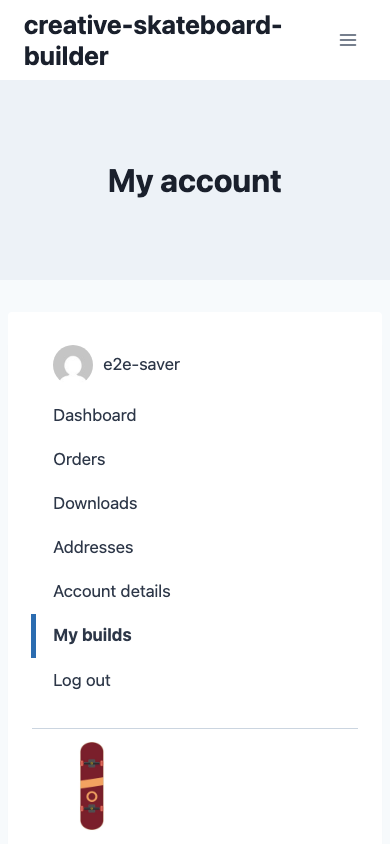 creative-skateboard-
builder
My account
e2e-saver
Dashboard
Orders
Downloads
Addresses
Account details
My builds
Log out